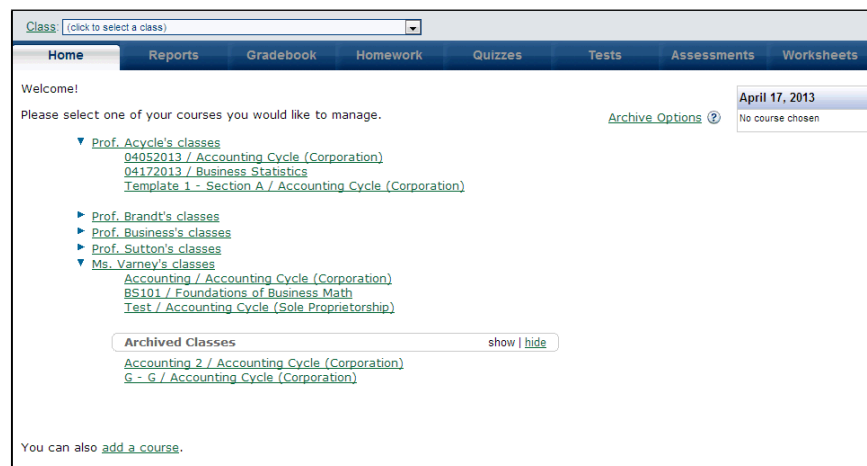 Class: (click to select a class)
Home Reports Gradebook Homework Quizzes Tests Assessments Worksheets
Welcome!
Please select one of your courses you would like to manage.
Archive Options ?
April 17, 2013
No course chosen
Prof. Acycle's classes
04052013 / Accounting Cycle (Corporation)
04172013 / Business Statistics
Template 1 - Section A / Accounting Cycle (Corporation)
Prof. Brandt's classes
Prof. Business's classes
Prof. Sutton's classes
Ms. Varney's classes
Accounting / Accounting Cycle (Corporation)
BS101 / Foundations of Business Math
Test / Accounting Cycle (Sole Proprietorship)
Archived Classes show | hide
Accounting 2 / Accounting Cycle (Corporation)
G - G / Accounting Cycle (Corporation)
You can also add a course.